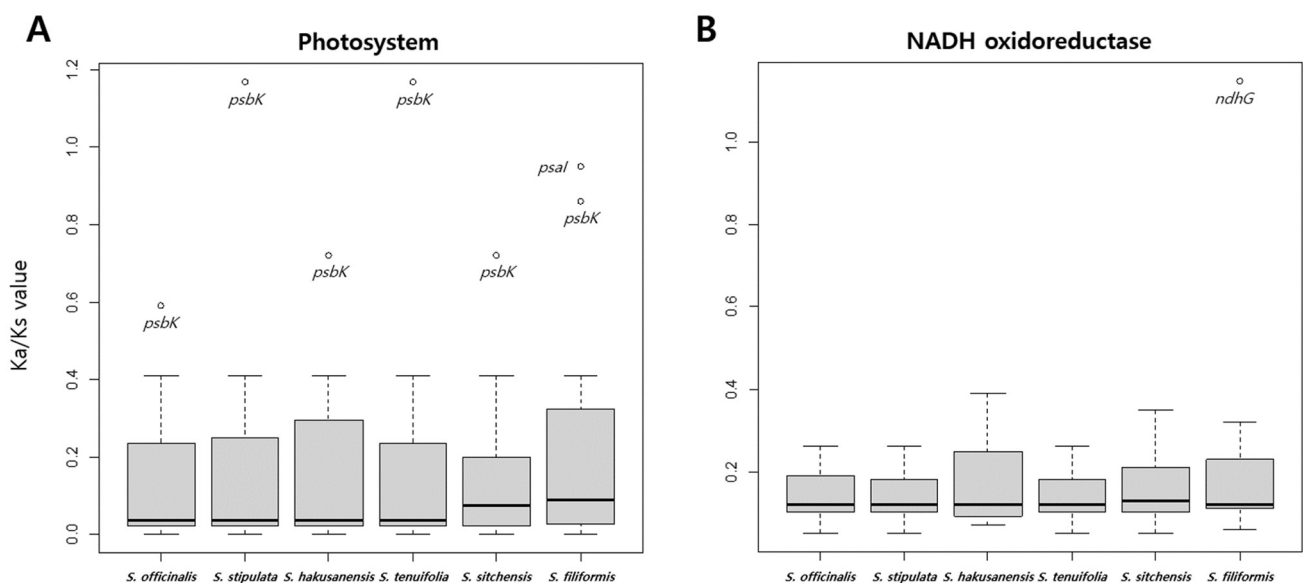 A
Photosystem
Ka/Ks value
1.2
1.0
0.8
0.6
0.4
0.2
0.0
psbK
psbK
psbK
psbK
psbK
psaI
psbK
S. officinalis S. stipulata S. hakusanensis S. tenuifolia S. sitchensis S. filiformis
B
NADH oxidoreductase
1.0
0.8
0.6
0.4
0.2
ndhG
S. officinalis S. stipulata S. hakusanensis S. tenuifolia S. sitchensis S. filiformis